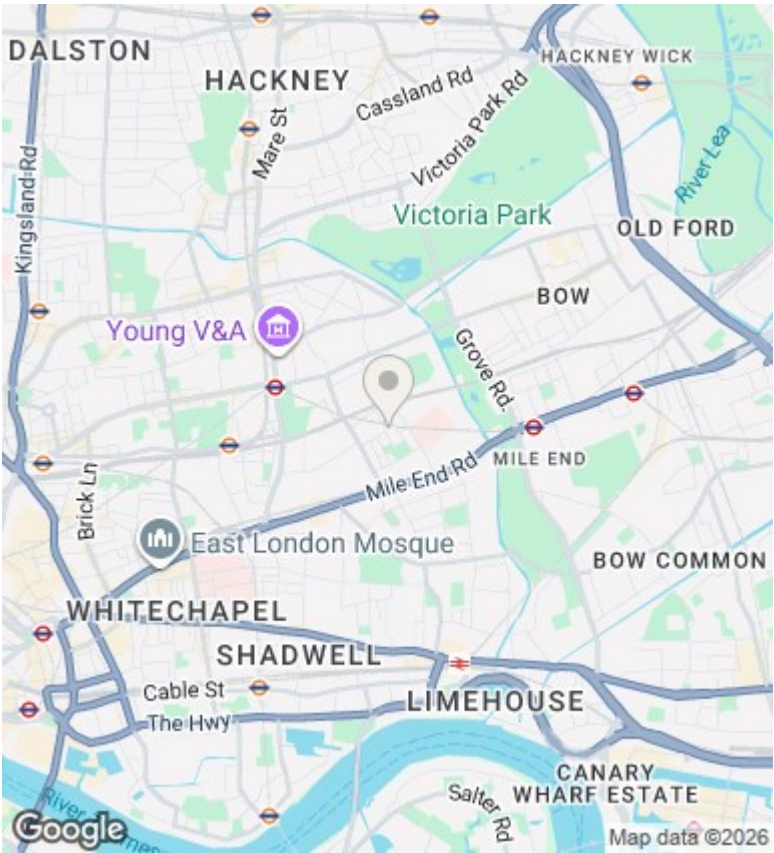 DALSTON
HACKNEY WICK
HACKNEY
Cassland Rd
Mare St
Victoria Park Rd
River Lea
Kingsland Rd
Victoria Park
OLD FORD
BOW
Young V&A
Grove Rd.
MILE END
Mile End Rd
Brick Ln
East London Mosque
BOW COMMON
WHITECHAPEL
SHADWELL
Cable St
LIMEHOUSE
The Hwy
CANARY
WHARF ESTATE
Salter Rd
River
Google
Map data ©2026